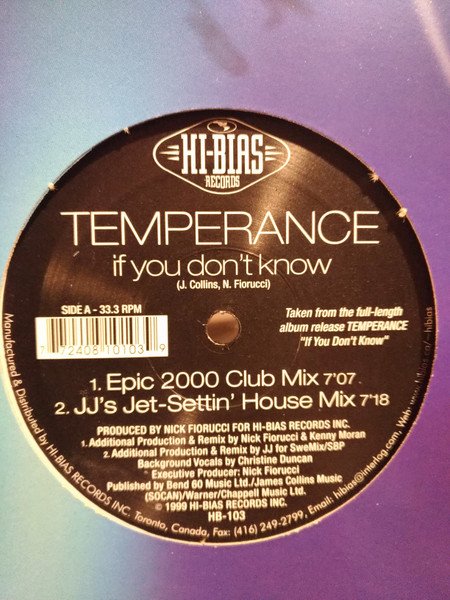 HI-BIAS
RECORDS
TEMPERANCE
if you don't know
(J. Collins, N. Fiorucci)
SIDE A - 33.3 RPM
7 72408 10103 9
Taken from the full-length
album release TEMPERANCE
"If You Don't Know"
1. Epic 2000 Club Mix 7'07
2. JJ's Jet-Settin' House Mix 7'18
PRODUCED BY NICK FIORUCCI FOR HI-BIAS RECORDS INC.
1. Additional Production & Remix by Nick Fiorucci & Kenny Moran
2. Additional Production & Remix by JJ for SweMix/SBP
Background Vocals by Christine Duncan
Executive Producer: Nick Fiorucci
Published by Bend 60 Music Ltd./James Collins Music
(SOCAN)/Warner/Chappell Music Ltd.
© 1999 HI-BIAS RECORDS INC.
HB-103
Manufactured & Distributed by HI-BIAS RECORDS INC. Toronto, Canada, Fax: (416) 249-2799, Email: hibias@interlog.com, Web: